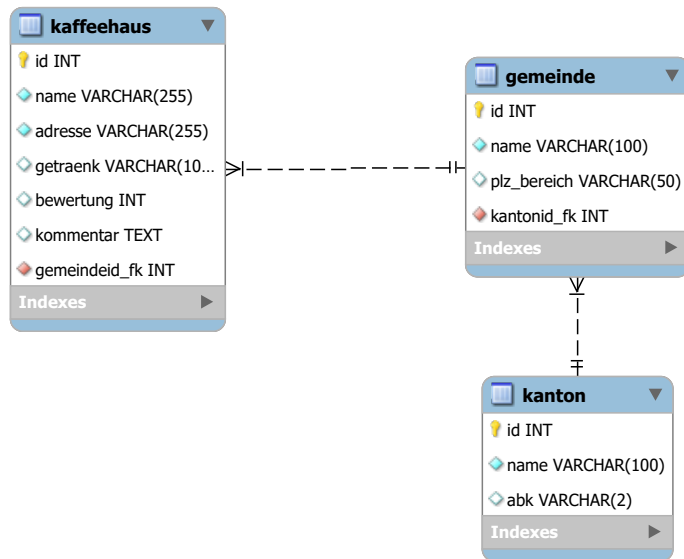 kaffeehaus
id INT
name VARCHAR(255)
adresse VARCHAR(255)
getraenk VARCHAR(10...
bewertung INT
kommentar TEXT
gemeindeid_fk INT
Indexes
gemeinde
id INT
name VARCHAR(100)
plz_bereich VARCHAR(50)
kantonid_fk INT
Indexes
kanton
id INT
name VARCHAR(100)
abk VARCHAR(2)
Indexes